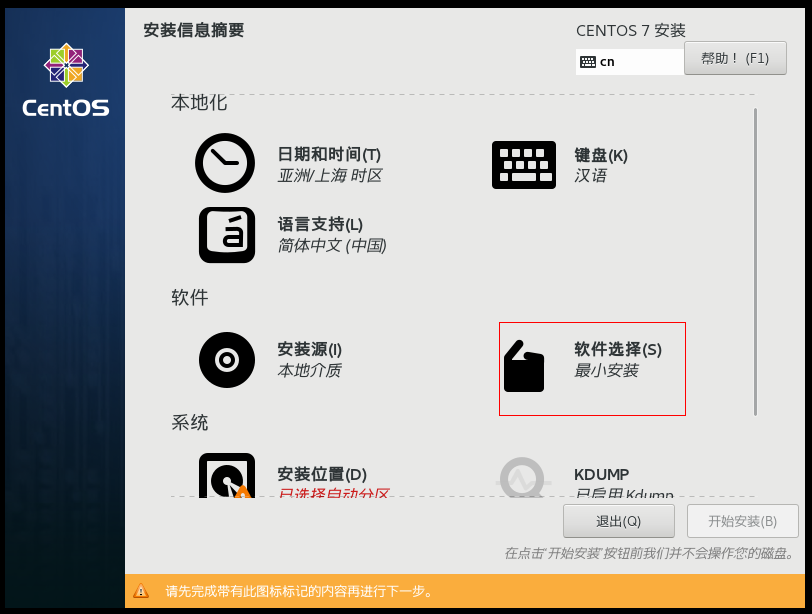 CentOS
安装信息摘要
CENTOS 7 安装
cn
帮助！ (F1)
本地化
日期和时间(T)
亚洲/上海 时区
键盘(K)
汉语
语言支持(L)
简体中文 (中国)
软件
安装源(I)
本地介质
软件选择(S)
最小安装
系统
安装位置(D)
已选择自动分区
KDUMP
已启用 Kdump
退出(Q)
开始安装(B)
在点击'开始安装'按钮前我们并不会操作您的磁盘。
请先完成带有此图标标记的内容再进行下一步。